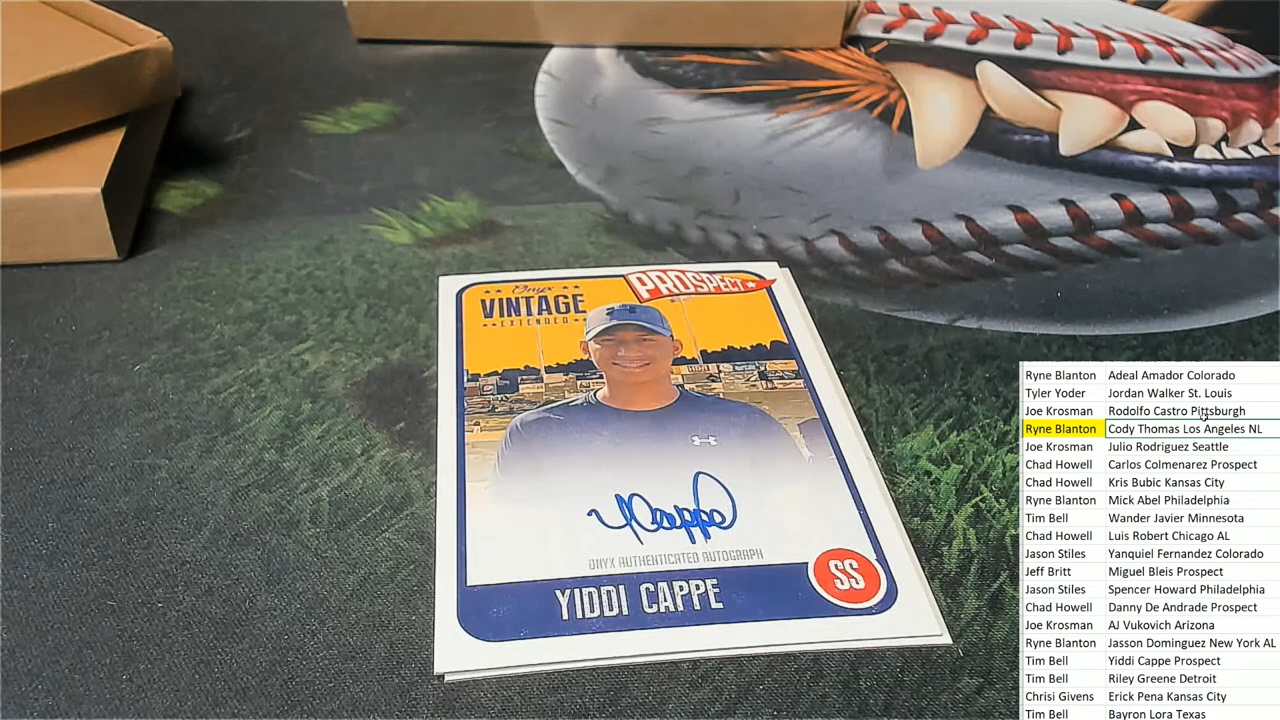 PROSPECT
Onyx
VINTAGE
EXTENDED
YCappe
ONYX AUTHENTICATED AUTOGRAPH
YIDDI CAPPE
SS
Ryne Blanton Adeal Amador Colorado
Tyler Yoder Jordan Walker St. Louis
Joe Krosman Rodolfo Castro Pittsburgh
Ryne Blanton Cody Thomas Los Angeles NL
Joe Krosman Julio Rodriguez Seattle
Chad Howell Carlos Colmenarez Prospect
Chad Howell Kris Bubic Kansas City
Ryne Blanton Mick Abel Philadelphia
Tim Bell Wander Javier Minnesota
Chad Howell Luis Robert Chicago AL
Jason Stiles Yanquiel Fernandez Colorado
Jeff Britt Miguel Bleis Prospect
Jason Stiles Spencer Howard Philadelphia
Chad Howell Danny De Andrade Prospect
Joe Krosman AJ Vukovich Arizona
Ryne Blanton Jasson Dominguez New York AL
Tim Bell Yiddi Cappe Prospect
Tim Bell Riley Greene Detroit
Chrisi Givens Erick Pena Kansas City
Tim Bell Bayron Lora Texas